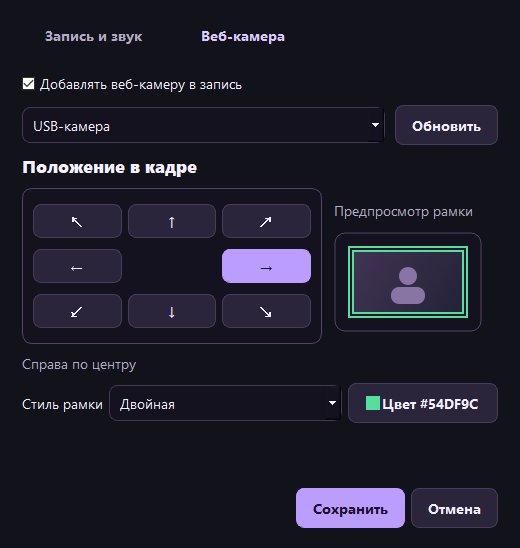 Запись и звук Веб-камера
Добавлять веб-камеру в запись
USB-камера Обновить
Положение в кадре
Предпросмотр рамки
↖ ↑ ↗
← →
↙ ↓ ↘
Справа по центру
Стиль рамки Двойная Цвет #54DF9C
Сохранить Отмена